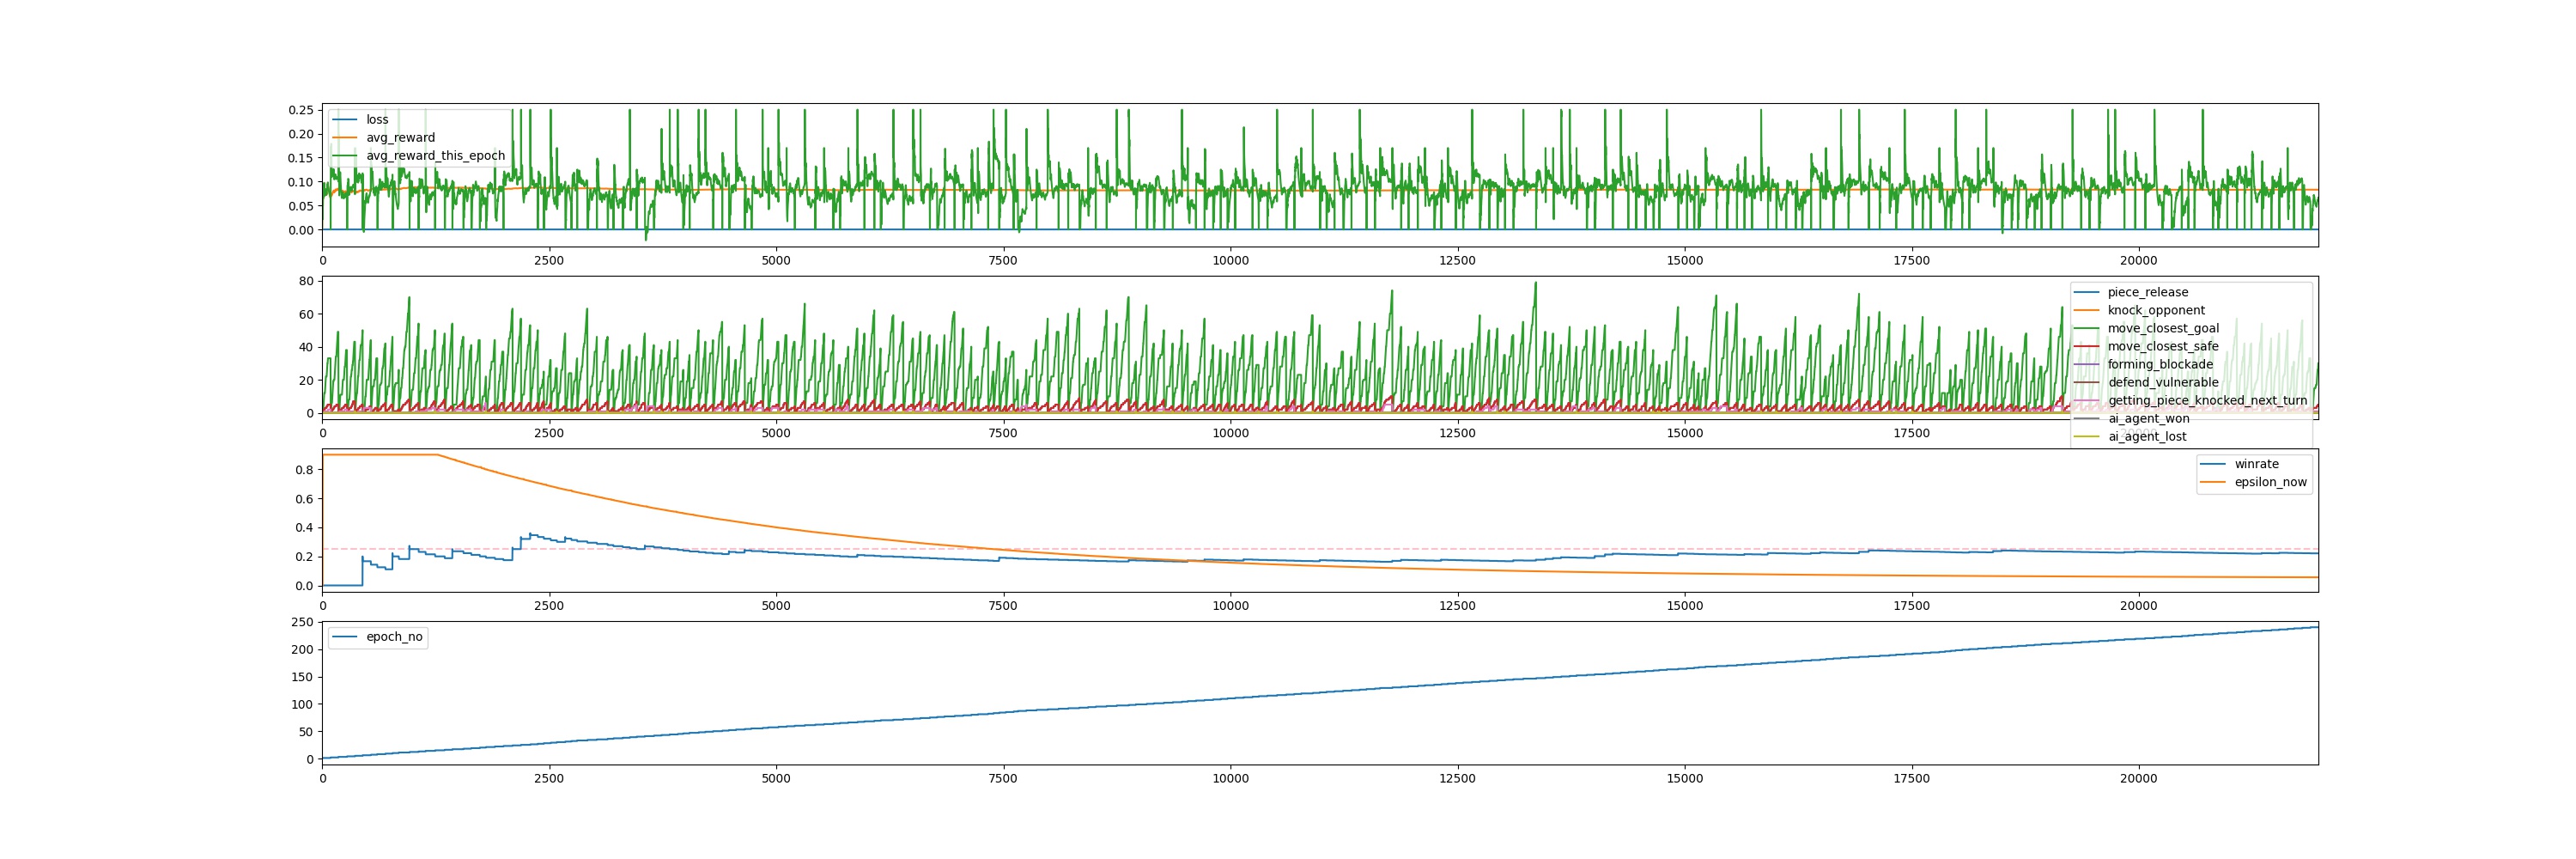 0.25
0.20
0.15
0.10
0.05
0.00
loss
avg_reward
avg_reward_this_epoch
0 2500 5000 7500 10000 12500 15000 17500 20000
80
60
40
20
0
piece_release
knock_opponent
move_closest_goal
move_closest_safe
forming_blockade
defend_vulnerable
getting_piece_knocked_next_turn
ai_agent_won
ai_agent_lost
0 2500 5000 7500 10000 12500 15000 17500 20000
0.8
0.6
0.4
0.2
0.0
winrate
epsilon_now
0 2500 5000 7500 10000 12500 15000 17500 20000
250
200
150
100
50
0
epoch_no
0 2500 5000 7500 10000 12500 15000 17500 20000